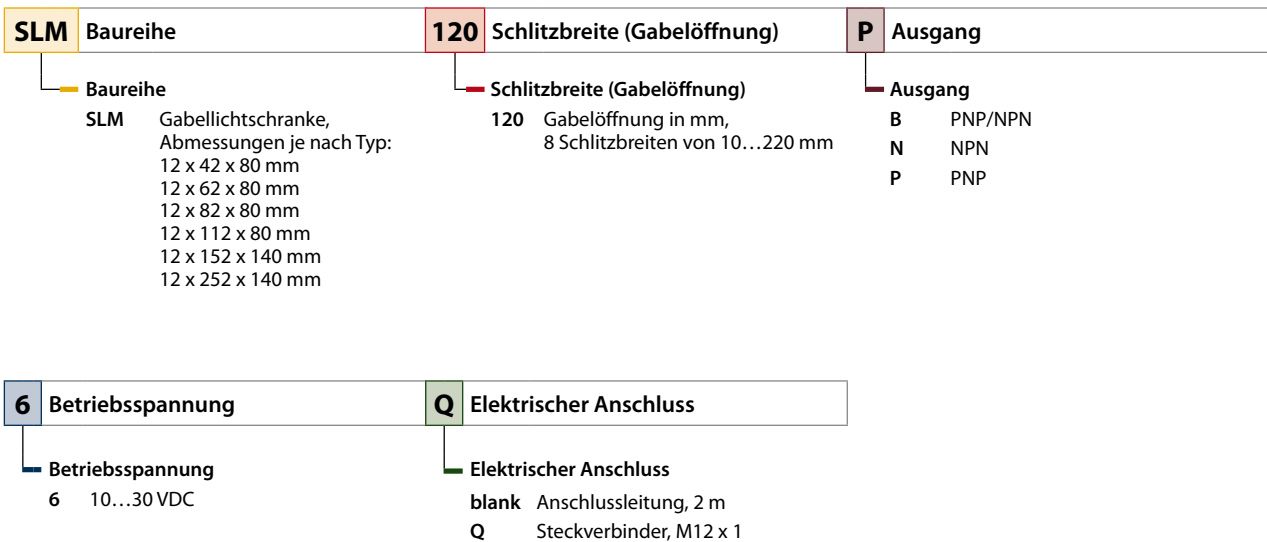 SLM Baureihe
120 Schlitzbreite (Gabelöffnung)
P Ausgang
Baureihe
SLM Gabellichtschranke,
Abmessungen je nach Typ:
12 x 42 x 80 mm
12 x 62 x 80 mm
12 x 82 x 80 mm
12 x 112 x 80 mm
12 x 152 x 140 mm
12 x 252 x 140 mm
Schlitzbreite (Gabelöffnung)
120 Gabelöffnung in mm,
8 Schlitzbreiten von 10…220 mm
Ausgang
B PNP/NPN
N NPN
P PNP
6 Betriebsspannung
Q Elektrischer Anschluss
Betriebsspannung
6 10…30 VDC
Elektrischer Anschluss
blank Anschlussleitung, 2 m
Q Steckverbinder, M12 x 1